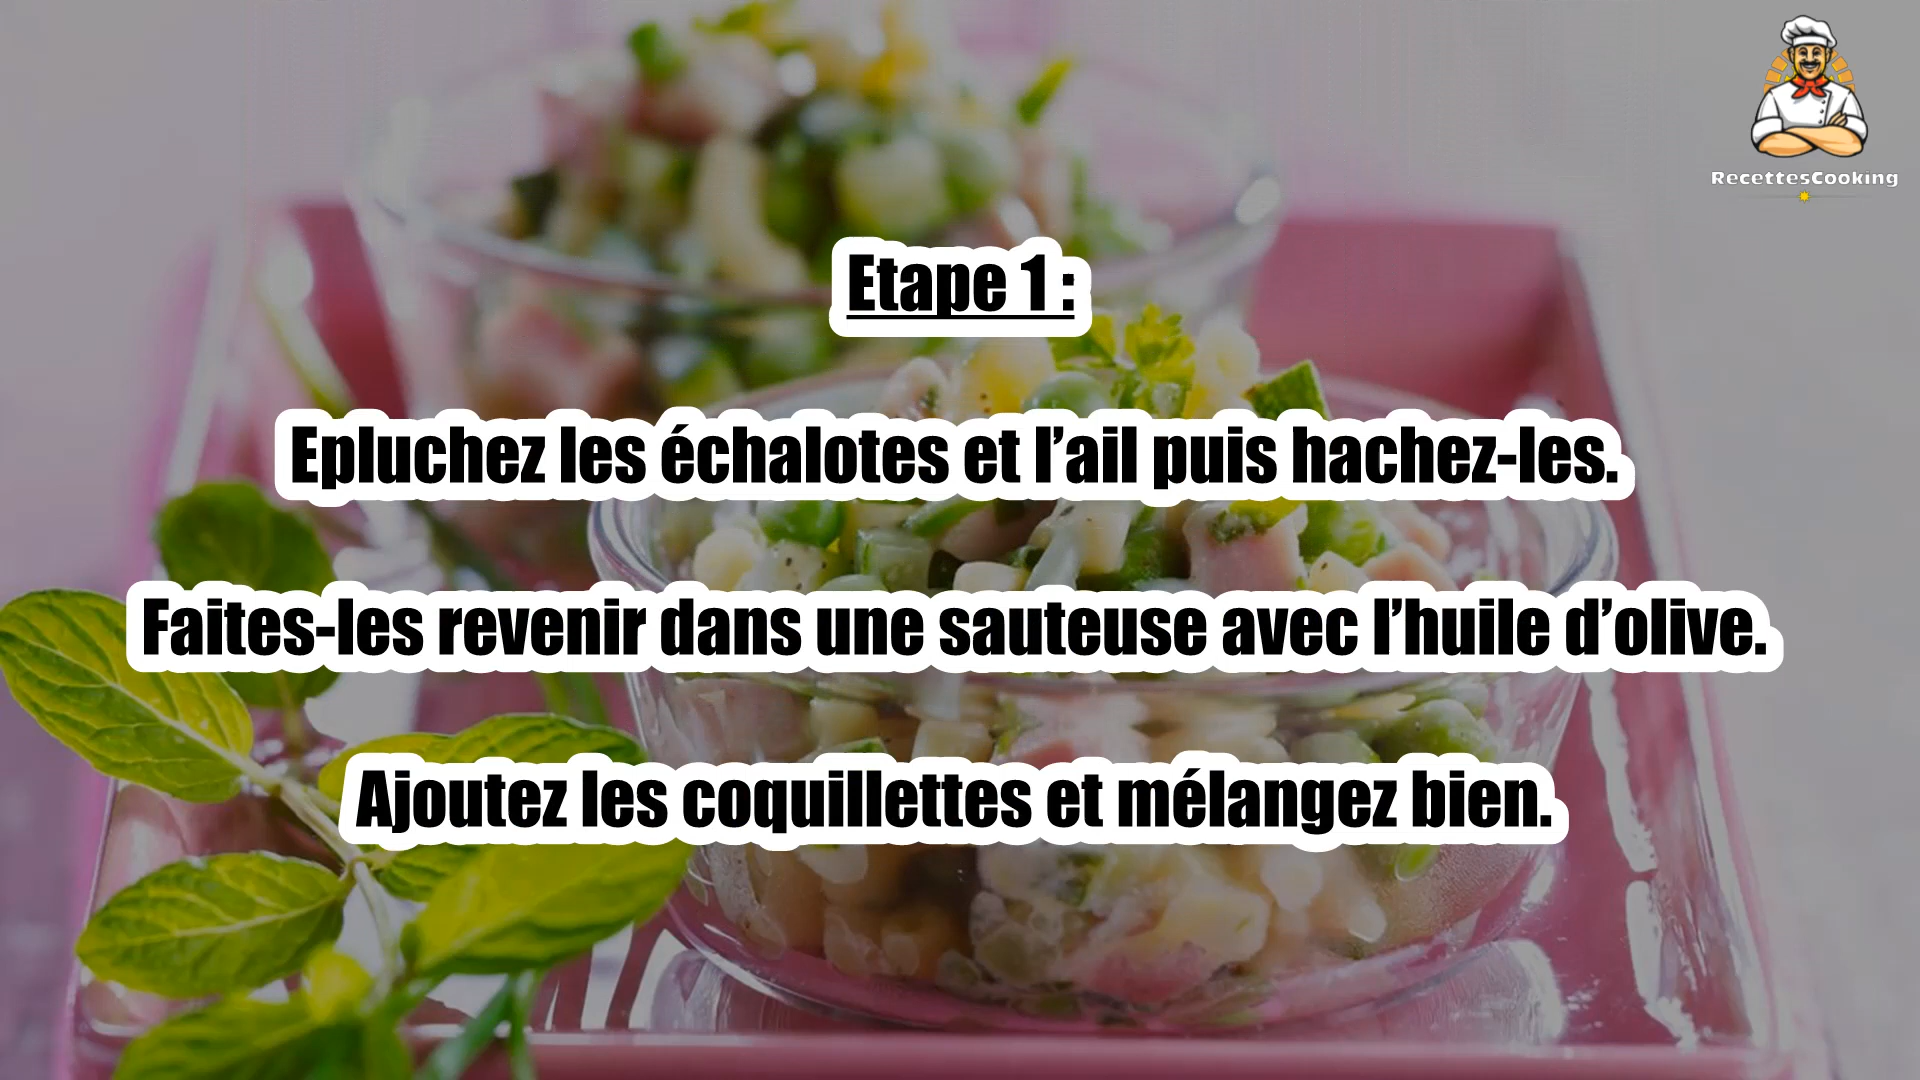 RecettesCooking
Etape 1 :
Epluchez les échalotes et l’ail puis hachez-les.
Faites-les revenir dans une sauteuse avec l’huile d’olive.
Ajoutez les coquillettes et mélangez bien.